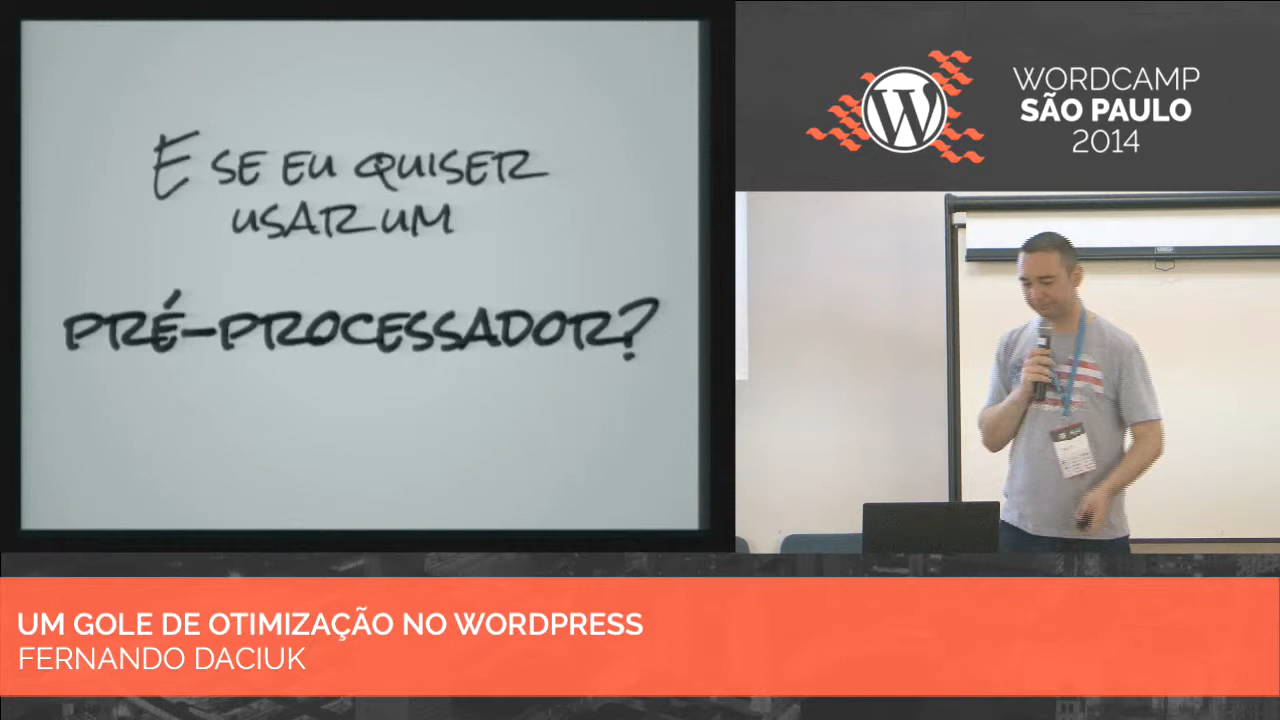 E SE EU QUISER
USAR UM
PRÉ-PROCESSADOR?
WORDCAMP
SÃO PAULO
2014
UM GOLE DE OTIMIZAÇÃO NO WORDPRESS
FERNANDO DACIUK